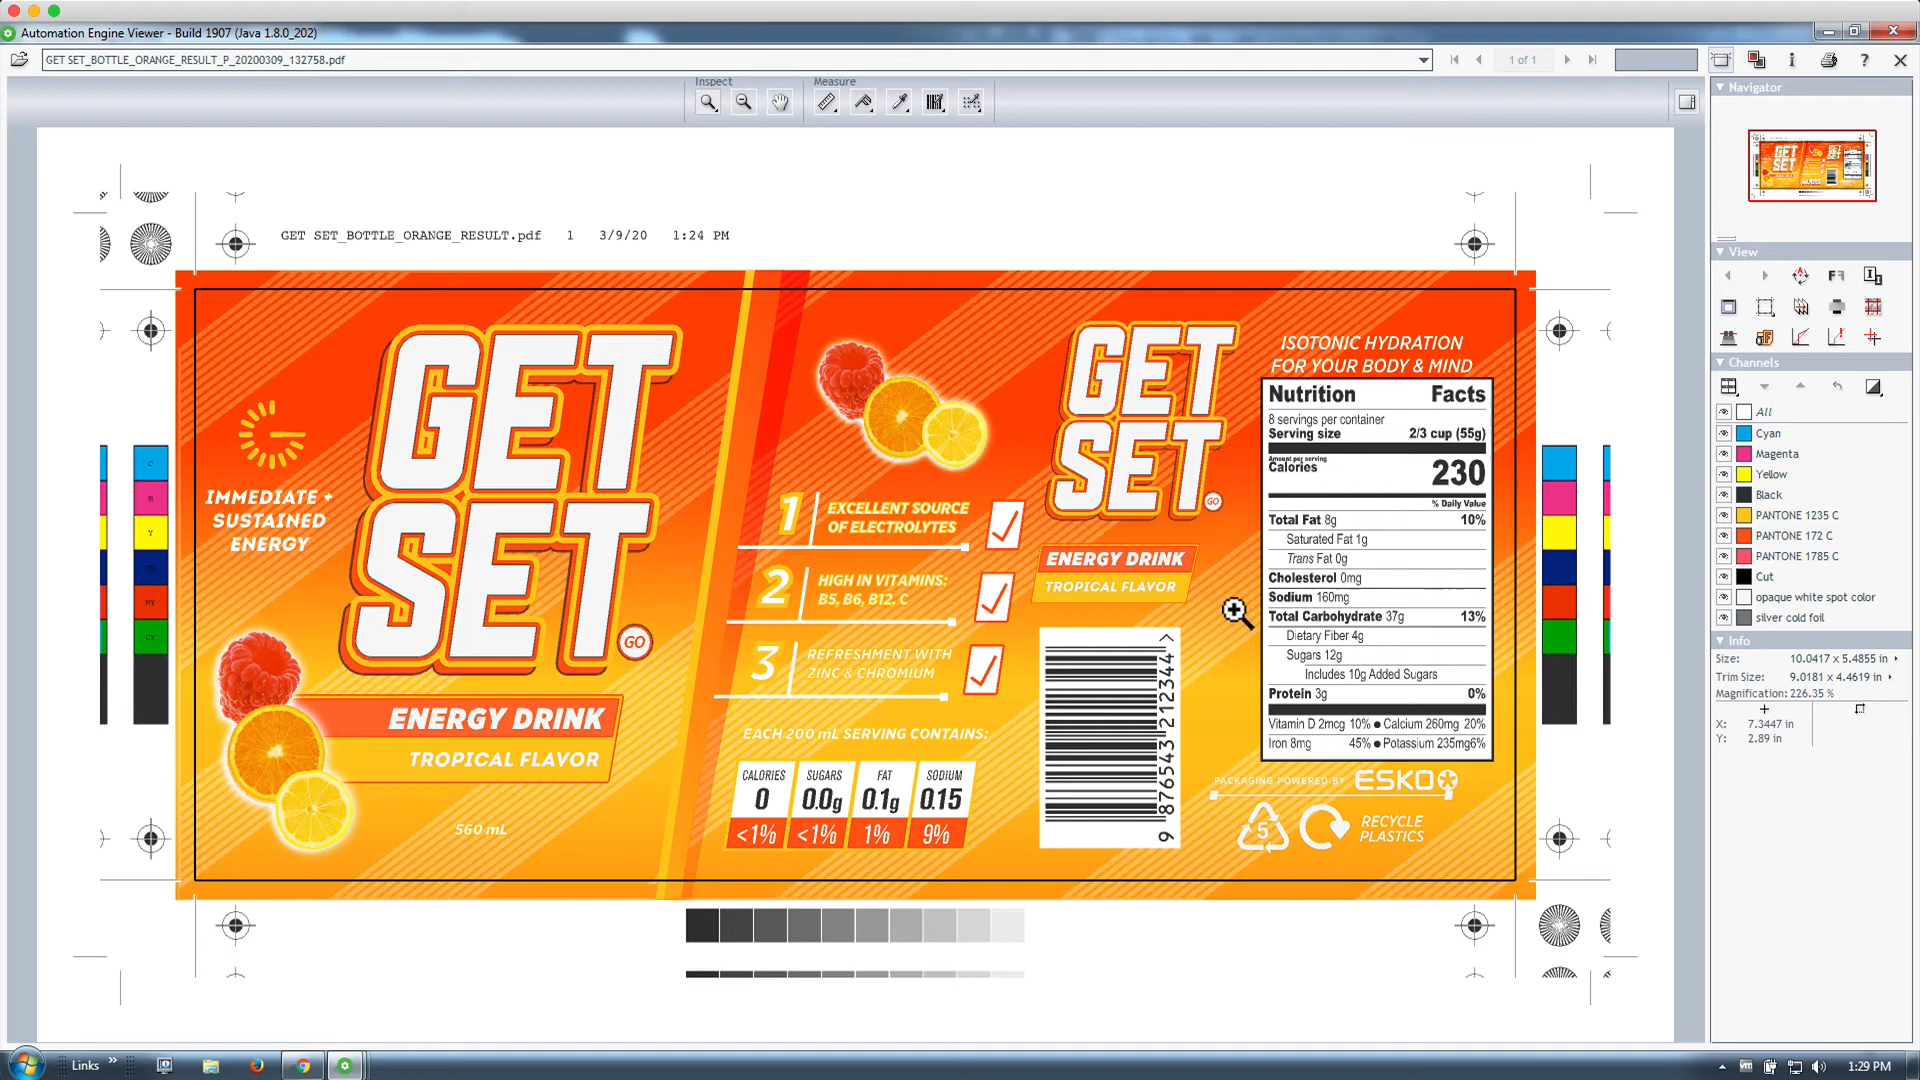 Automation Engine Viewer - Build 1907 (Java 1.8.0_202)
GET SET_BOTTLE_ORANGE_RESULT_P_20200309_132758.pdf
1 of 1
Inspect
Measure
GET SET_BOTTLE_ORANGE_RESULT.pdf 1 3/9/20 1:24 PM
GET
SET
GO
IMMEDIATE +
SUSTAINED
ENERGY
ENERGY DRINK
TROPICAL FLAVOR
560 mL
1 EXCELLENT SOURCE
OF ELECTROLYTES
2 HIGH IN VITAMINS:
B5, B6, B12, C
3 REFRESHMENT WITH
ZINC & CHROMIUM
EACH 200 mL SERVING CONTAINS:
CALORIES SUGARS FAT SODIUM
0 0.0g 0.1g 0.15
<1% <1% 1% 9%
GET
SET
GO
ENERGY DRINK
TROPICAL FLAVOR
9 876543 212344 >
ISOTONIC HYDRATION
FOR YOUR BODY & MIND
Nutrition Facts
8 servings per container
Serving size 2/3 cup (55g)
Amount per serving
Calories 230
% Daily Value
Total Fat 8g 10%
Saturated Fat 1g
Trans Fat 0g
Cholesterol 0mg
Sodium 160mg
Total Carbohydrate 37g 13%
Dietary Fiber 4g
Sugars 12g
Includes 10g Added Sugars
Protein 3g 0%
Vitamin D 2mcg 10% ● Calcium 260mg 20%
Iron 8mg 45% ● Potassium 235mg6%
PACKAGING POWERED BY ESKO
5
RECYCLE
PLASTICS
C
M
Y
MY
CY
Navigator
View
Channels
All
Cyan
Magenta
Yellow
Black
PANTONE 1235 C
PANTONE 172 C
PANTONE 1785 C
Cut
opaque white spot color
silver cold foil
Info
Size: 10.0417 x 5.4855 in
Trim Size: 9.0181 x 4.4619 in
Magnification: 226.35 %
X: 7.3447 in
Y: 2.89 in
Links
1:29 PM